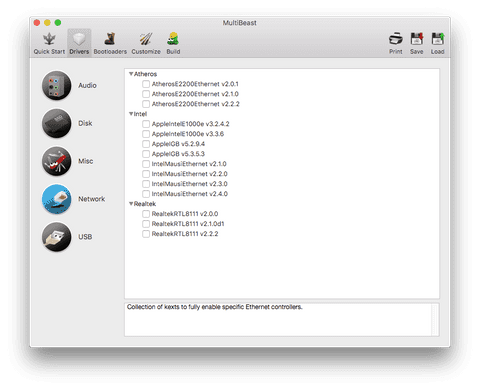 MultiBeast
Quick Start Drivers Bootloaders Customize Build Print Save Load
Audio
Disk
Misc
Network
USB
Atheros
AtherosE2200Ethernet v2.0.1
AtherosE2200Ethernet v2.1.0
AtherosE2200Ethernet v2.2.2
Intel
AppleIntelE1000e v3.2.4.2
AppleIntelE1000e v3.3.6
AppleIGB v5.2.9.4
AppleIGB v5.3.5.3
IntelMausiEthernet v2.1.0
IntelMausiEthernet v2.2.0
IntelMausiEthernet v2.3.0
IntelMausiEthernet v2.4.0
Realtek
RealtekRTL8111 v2.0.0
RealtekRTL8111 v2.1.0d1
RealtekRTL8111 v2.2.2
Collection of kexts to fully enable specific Ethernet controllers.